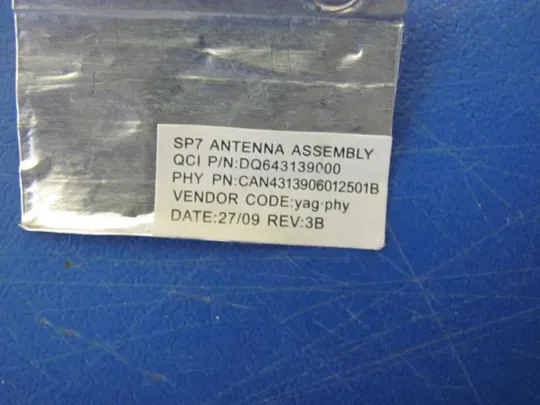 SP7 ANTENNA ASSEMBLY
QCI P/N:DQ643139000
PHY PN:CAN4313906012501B
VENDOR CODE:yag-phy
DATE:27/09 REV:3B